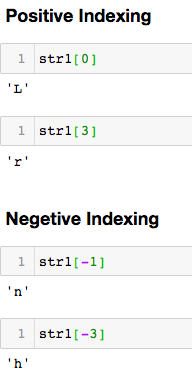 Positive Indexing
1 str1[0]
'L'
1 str1[3]
'r'
Negetive Indexing
1 str1[-1]
'n'
1 str1[-3]
'h'